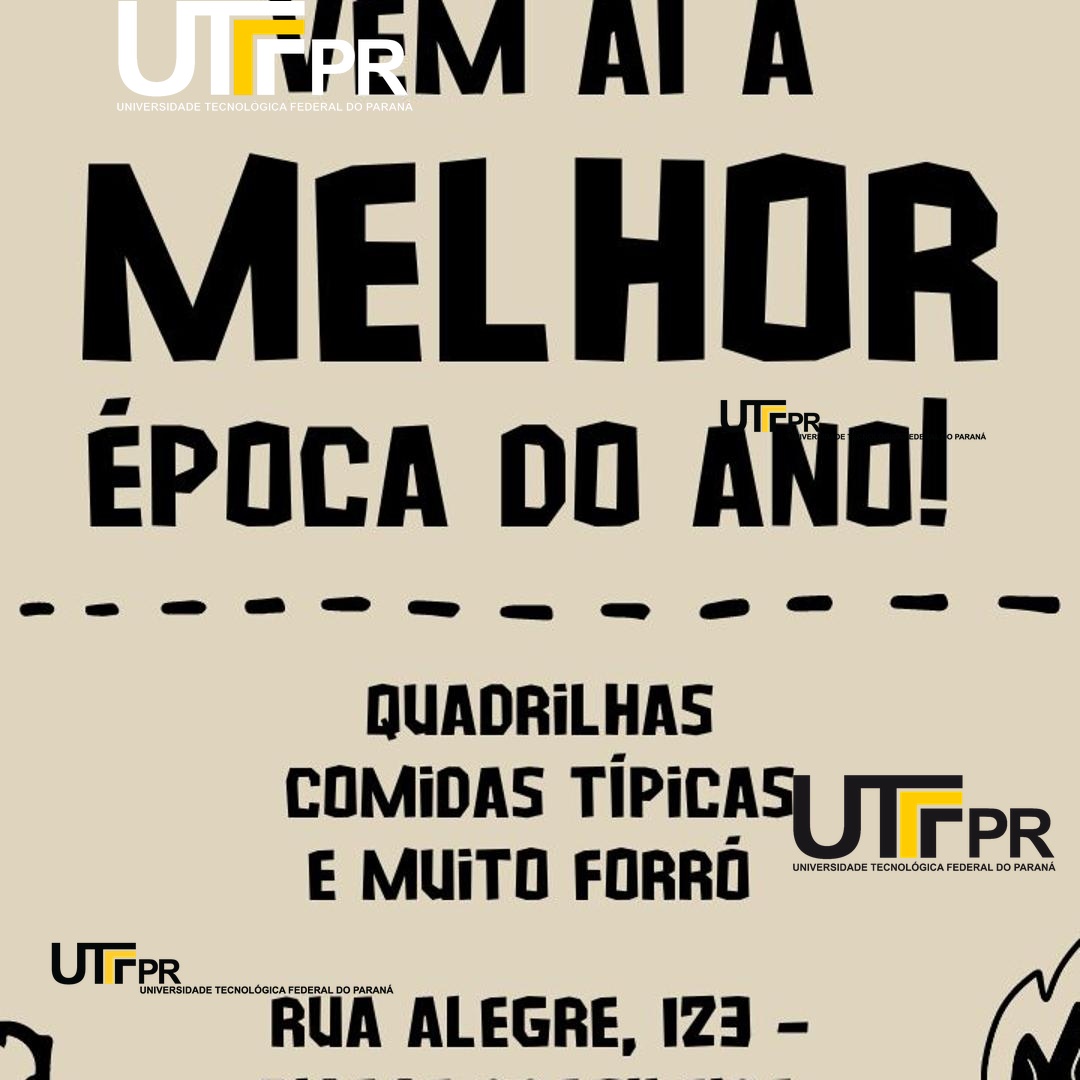 VEM AÍ A
UTFPR
UNIVERSIDADE TECNOLÓGICA FEDERAL DO PARANÁ
MELHOR
ÉPOCA DO ANO!
UTFPR
PARANÁ
QUADRiLHAS
COMiDAS TÍPiCAS
UTFPR
UNIVERSIDADE TECNOLÓGICA FEDERAL DO PARANÁ
E MUiTO FORRÓ
UTFPR
UNIVERSIDADE TECNOLÓGICA FEDERAL DO PARANÁ
RUA ALEGRE, 123 –